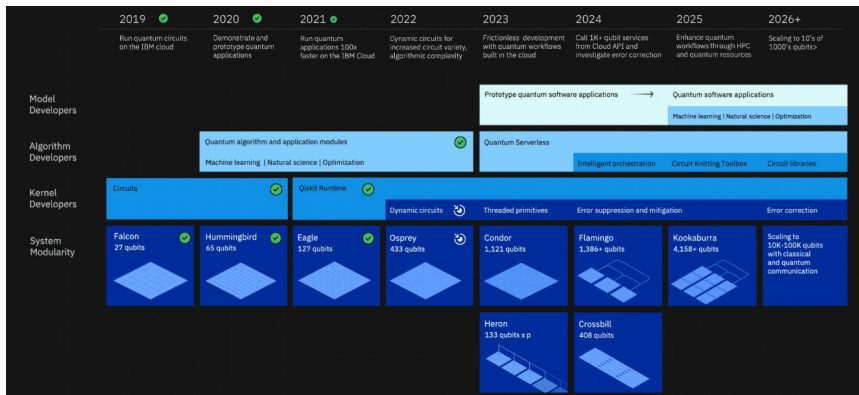 2019
2020
2021
2022
2023
2024
2025
2026+
Run quantum circuits
on the IBM cloud
Demonstrate and
prototype quantum
applications
Run quantum
applications 100x
faster on the IBM Cloud
Dynamic circuits for
increased circuit variety,
algorithmic complexity
Frictionless development
with quantum workflows
built in the cloud
Call 1K+ qubit services
from Cloud API and
investigate error correction
Enhance quantum
workflows through HPC
and quantum resources
Scaling to 10's of
1000's qubits>
Model
Developers
Prototype quantum software applications
Quantum software applications
Machine learning | Natural science | Optimization
Algorithm
Developers
Quantum algorithm and application modules
Machine learning | Natural science | Optimization
Quantum Serverless
Intelligent orchestration
Circuit Knitting Toolbox
Circuit libraries
Kernel
Developers
Circuits
Qiskit Runtime
Dynamic circuits
Threaded primitives
Error suppression and mitigation
Error correction
System
Modularity
Falcon
27 qubits
Hummingbird
65 qubits
Eagle
127 qubits
Osprey
433 qubits
Condor
1,121 qubits
Flamingo
1,386+ qubits
Kookaburra
4,158+ qubits
Scaling to
10K-100K qubits
with classical
and quantum
communication
Heron
133 qubits x p
Crossbill
408 qubits